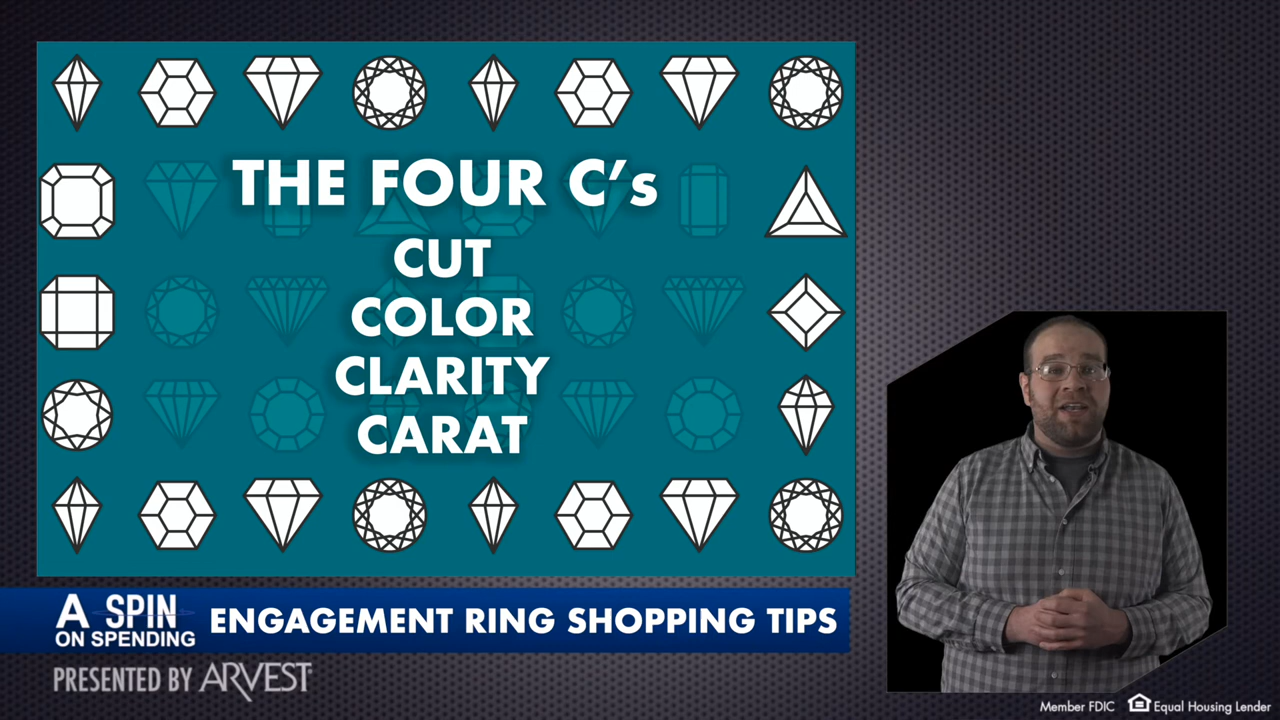 THE FOUR C's
CUT
COLOR
CLARITY
CARAT
A SPIN
ON SPENDING
ENGAGEMENT RING SHOPPING TIPS
PRESENTED BY ARVEST
Member FDIC
Equal Housing Lender